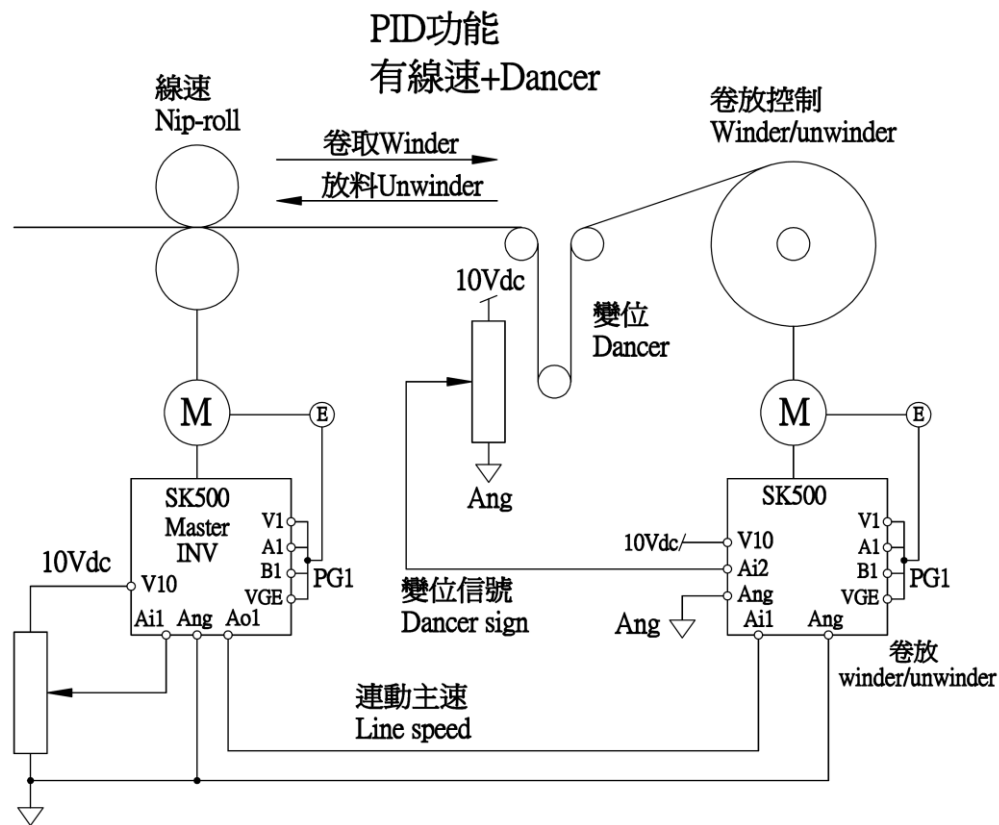 PID功能
有線速+Dancer
線速
Nip-roll
卷取Winder
放料Unwinder
卷放控制
Winder/unwinder
10Vdc
變位
Dancer
Ang
M
E
M
E
SK500
Master
INV
V1
A1
B1
VGE
PG1
10Vdc
V10
Ai1
Ang
Ao1
變位信號
Dancer sign
SK500
10Vdc
V10
Ai2
Ang
Ang
Ai1
Ang
V1
A1
B1
VGE
PG1
卷放
winder/unwinder
連動主速
Line speed